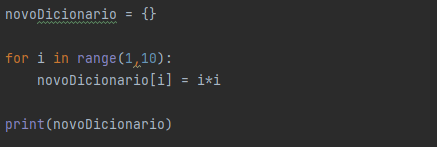 novoDicionario = {}
for i in range(1,10):
    novoDicionario[i] = i*i
print(novoDicionario)